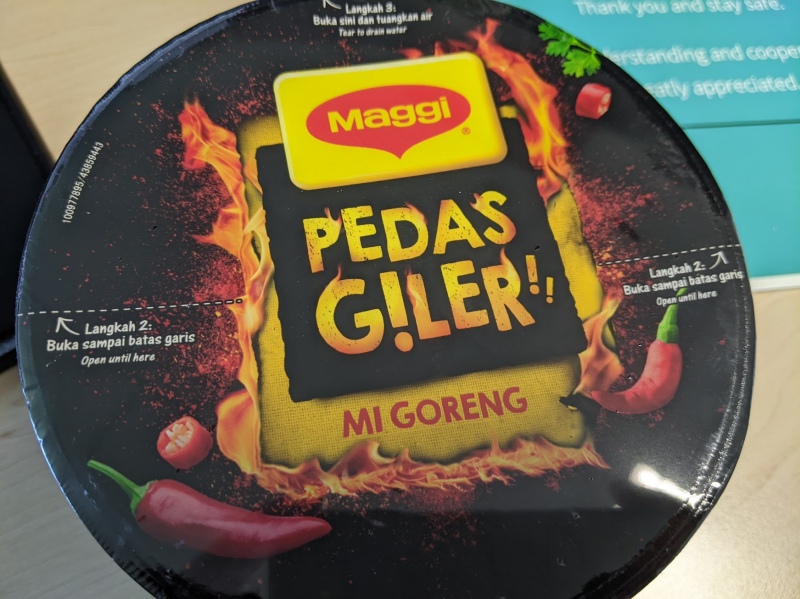 Langkah 3:
Buka sini dan tuangkan air
Tear to drain water
Thank you and stay safe.
erstanding and cooper
eatly appreciated.
Maggi®
100977895/43859443
PEDAS
GILER!!
Langkah 2:
Buka sampai batas garis
Open until here
Langkah 2:
Buka sampai batas garis
Open until here
MI GORENG